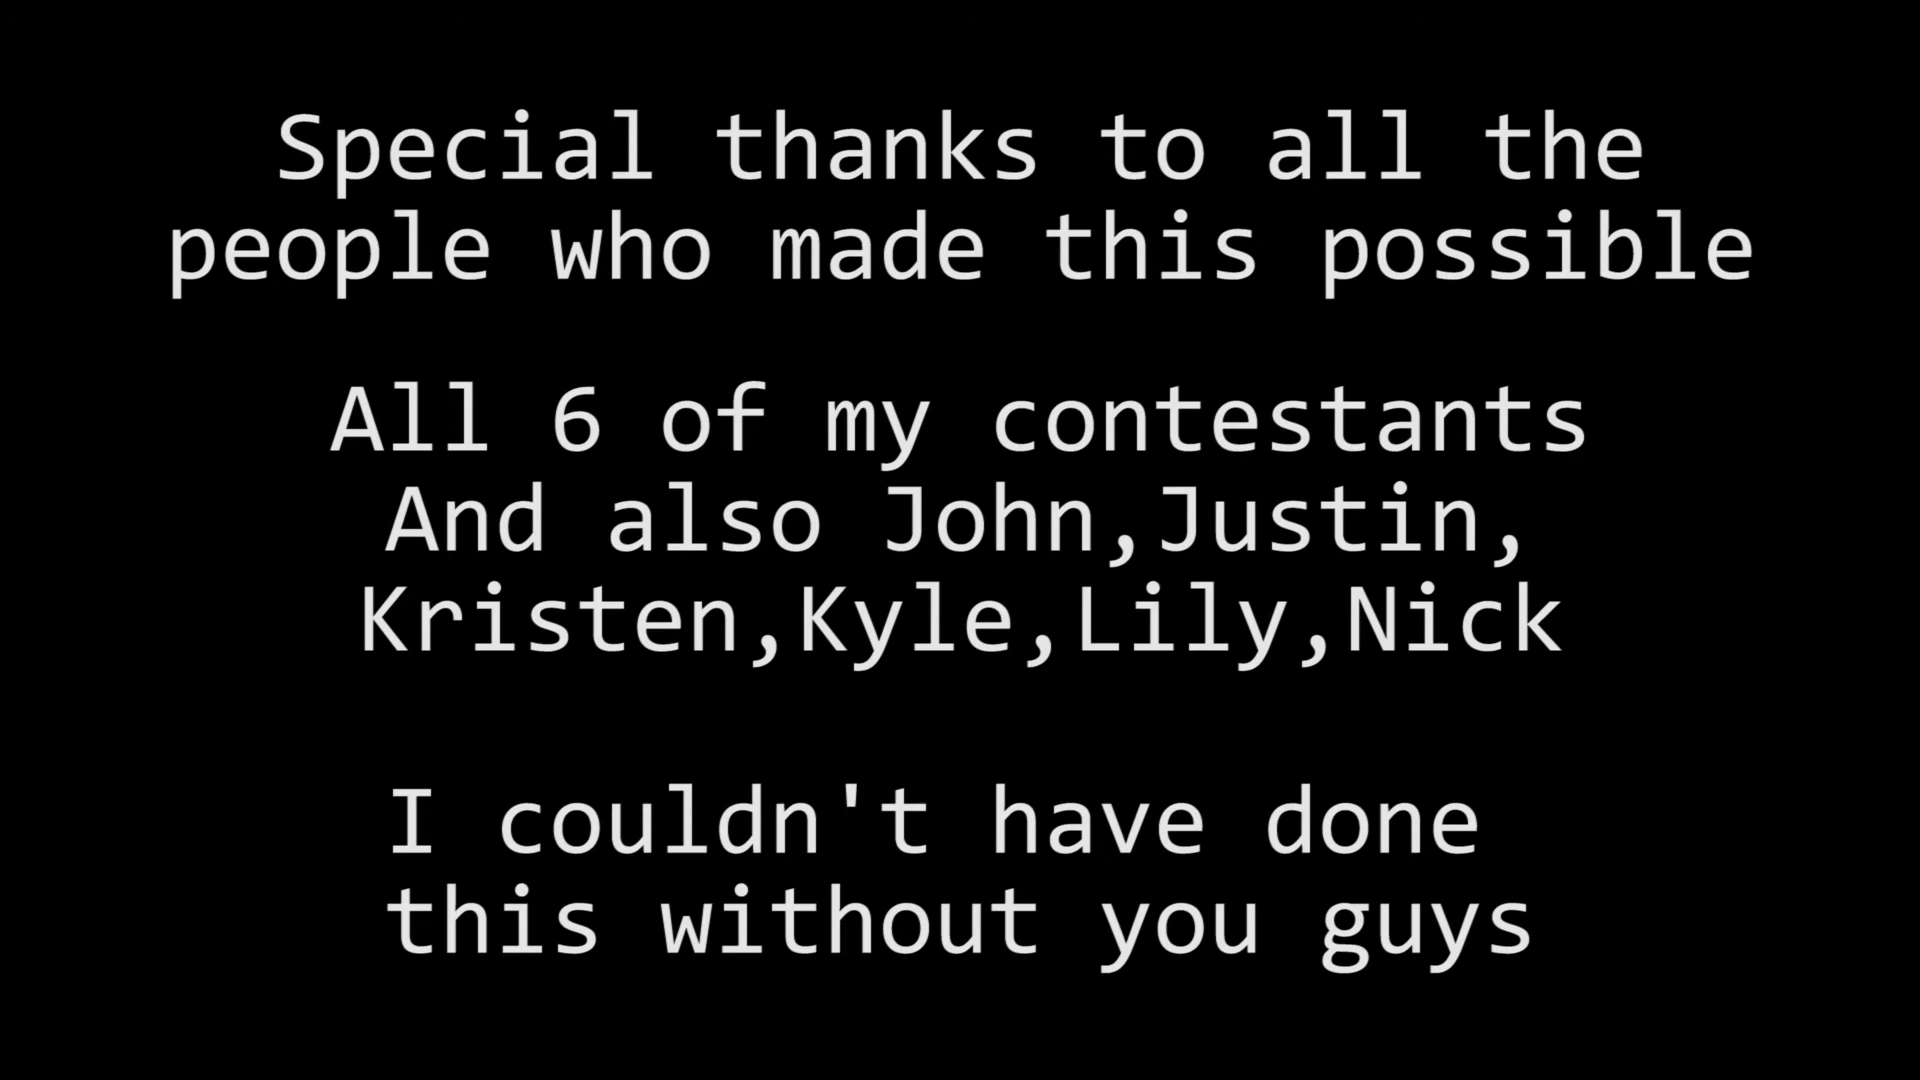 Special thanks to all the
people who made this possible
All 6 of my contestants
And also John,Justin,
Kristen,Kyle,Lily,Nick
I couldn't have done
this without you guys